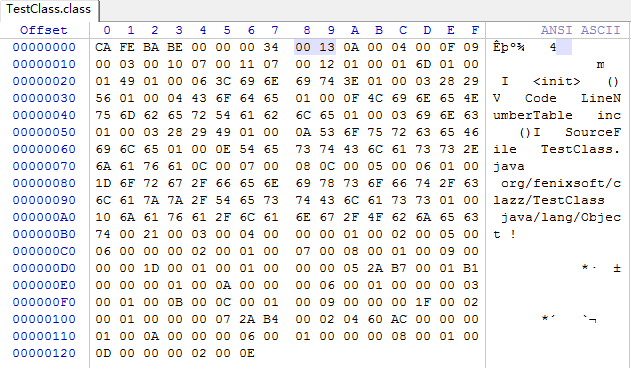 TestClass.class
Offset 0 1 2 3 4 5 6 7 8 9 A B C D E F ANSI ASCII
00000000 CA FE BA BE 00 00 00 34 00 13 0A 00 04 00 0F 09 Êþº¾ 4
00000010 00 03 00 10 07 00 11 07 00 12 01 00 01 6D 01 00 m
00000020 01 49 01 00 06 3C 69 6E 69 74 3E 01 00 03 28 29 I <init> ()
00000030 56 01 00 04 43 6F 64 65 01 00 0F 4C 69 6E 65 4E V Code LineN
00000040 75 6D 62 65 72 54 61 62 6C 65 01 00 03 69 6E 63 umberTable inc
00000050 01 00 03 28 29 49 01 00 0A 53 6F 75 72 63 65 46 ()I SourceF
00000060 69 6C 65 01 00 0E 54 65 73 74 43 6C 61 73 73 2E ile TestClass.
00000070 6A 61 76 61 0C 00 07 00 08 0C 00 05 00 06 01 00 java
00000080 1D 6F 72 67 2F 66 65 6E 69 78 73 6F 66 74 2F 63 org/fenixsoft/c
00000090 6C 61 7A 7A 2F 54 65 73 74 43 6C 61 73 73 01 00 lazz/TestClass
000000A0 10 6A 61 76 61 2F 6C 61 6E 67 2F 4F 62 6A 65 63 java/lang/Objec
000000B0 74 00 21 00 03 00 04 00 00 00 01 00 02 00 05 00 t !
000000C0 06 00 00 00 02 00 01 00 07 00 08 00 01 00 09 00
000000D0 00 00 1D 00 01 00 01 00 00 00 05 2A B7 00 01 B1 *· ±
000000E0 00 00 00 01 00 0A 00 00 00 06 00 01 00 00 00 03
000000F0 00 01 00 0B 00 0C 00 01 00 09 00 00 00 1F 00 02
00000100 00 01 00 00 00 07 2A B4 00 02 04 60 AC 00 00 00 *´ `¬
00000110 01 00 0A 00 00 00 06 00 01 00 00 00 08 00 01 00
00000120 0D 00 00 00 02 00 0E